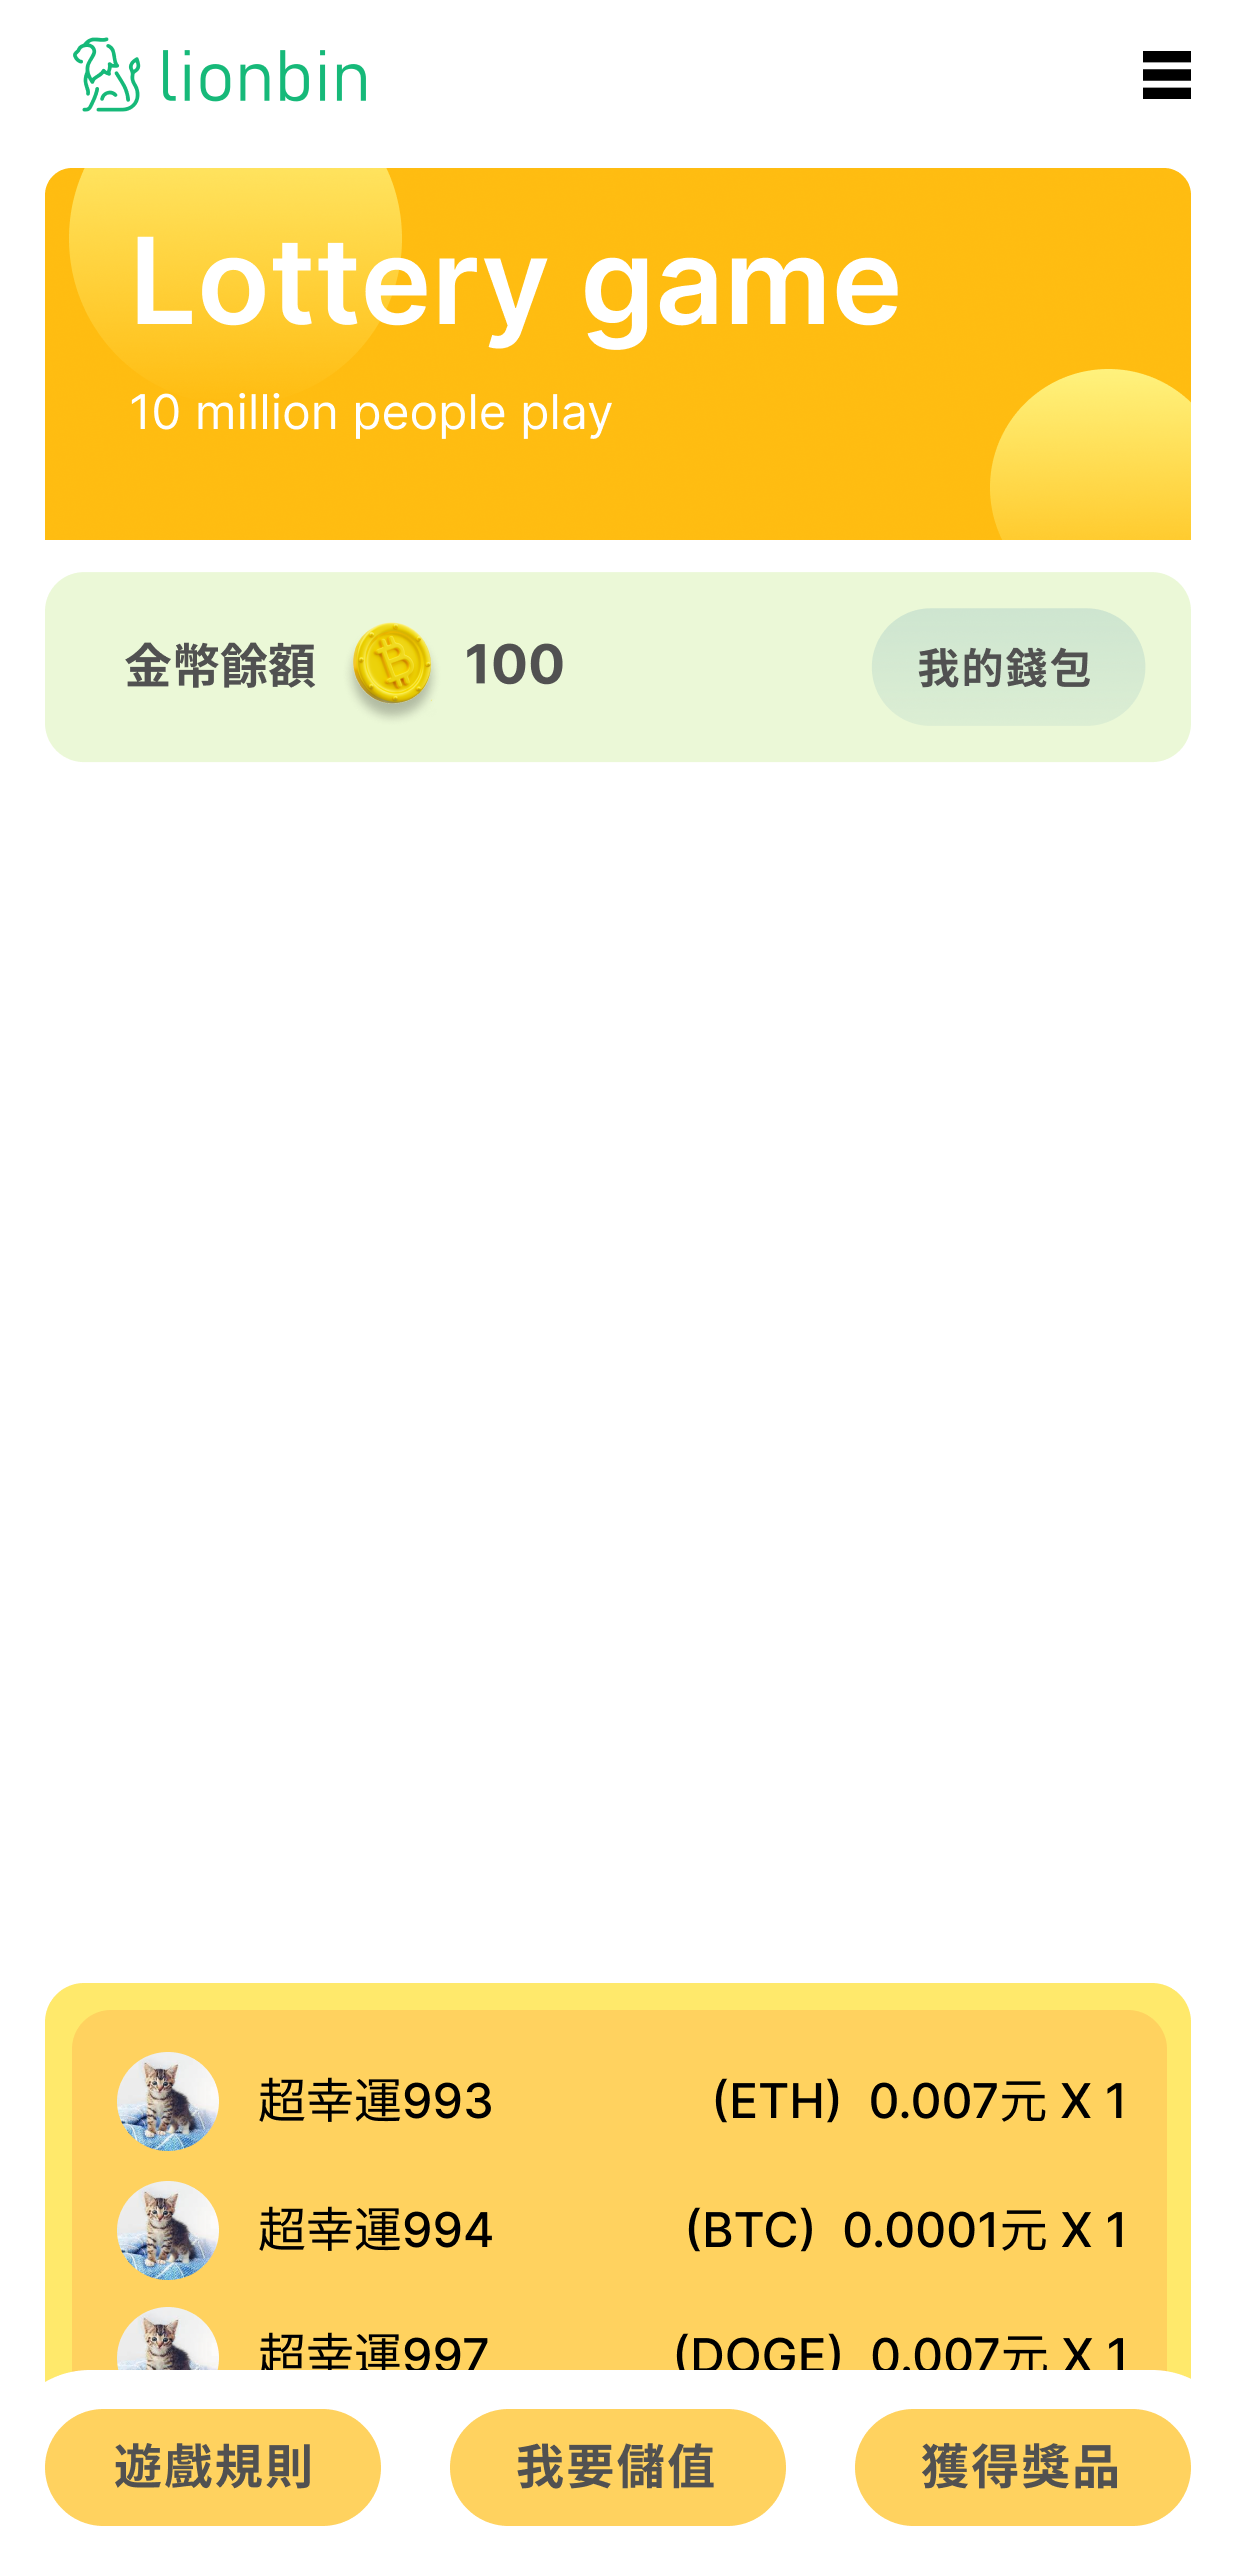 lionbin
Lottery game
10 million people play
金幣餘額 100 我的錢包
超幸運993 (ETH) 0.007元 X 1
超幸運994 (BTC) 0.0001元 X 1
超幸運997 (DOGE) 0.007元 X 1
遊戲規則 我要儲值 獲得獎品